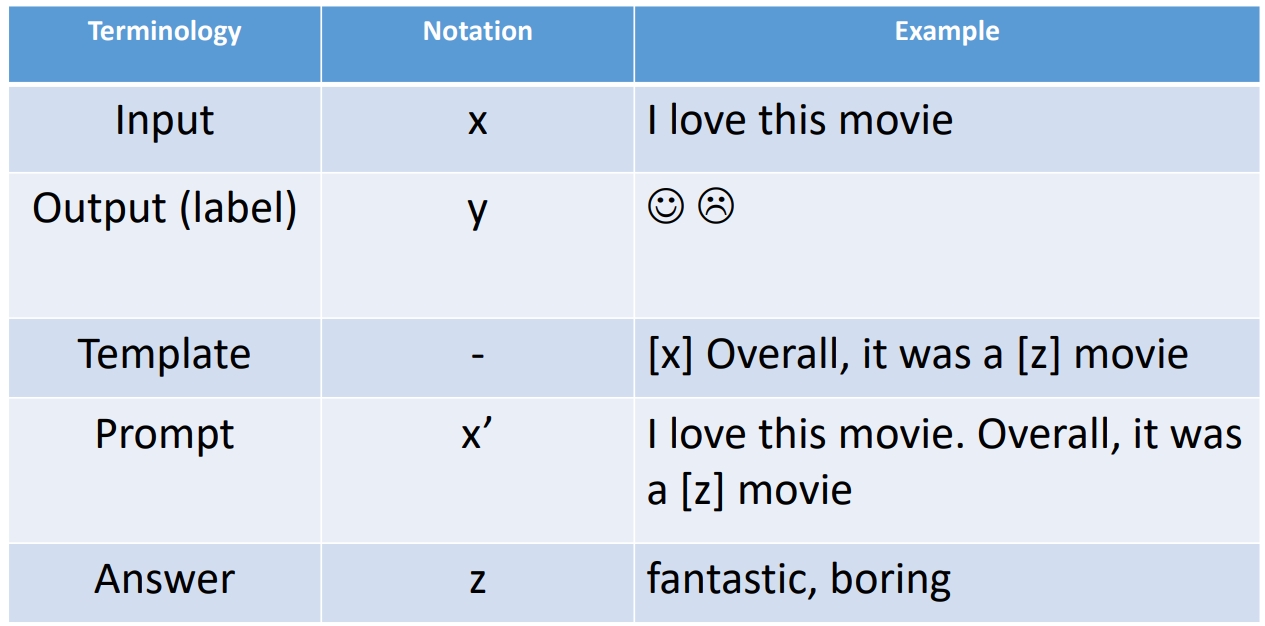 Terminology Notation Example
Input x I love this movie
Output (label) y ☺ ☹
Template - [x] Overall, it was a [z] movie
Prompt x’ I love this movie. Overall, it was
a [z] movie
Answer z fantastic, boring